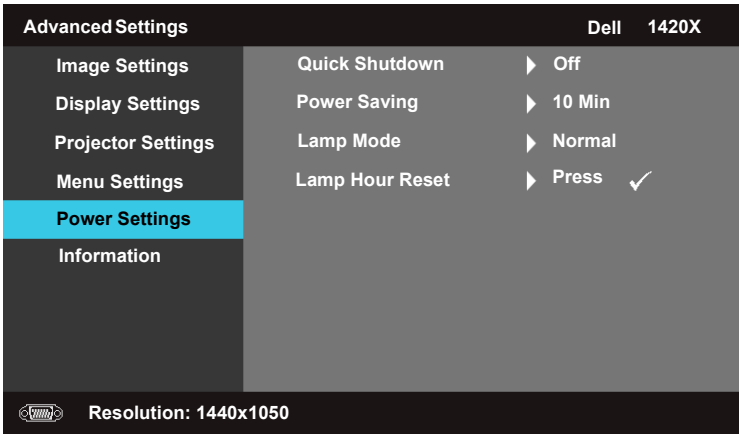 Advanced Settings Dell 1420X
Image Settings Quick Shutdown Off
Display Settings Power Saving 10 Min
Projector Settings Lamp Mode Normal
Menu Settings Lamp Hour Reset Press
Power Settings
Information
Resolution: 1440x1050